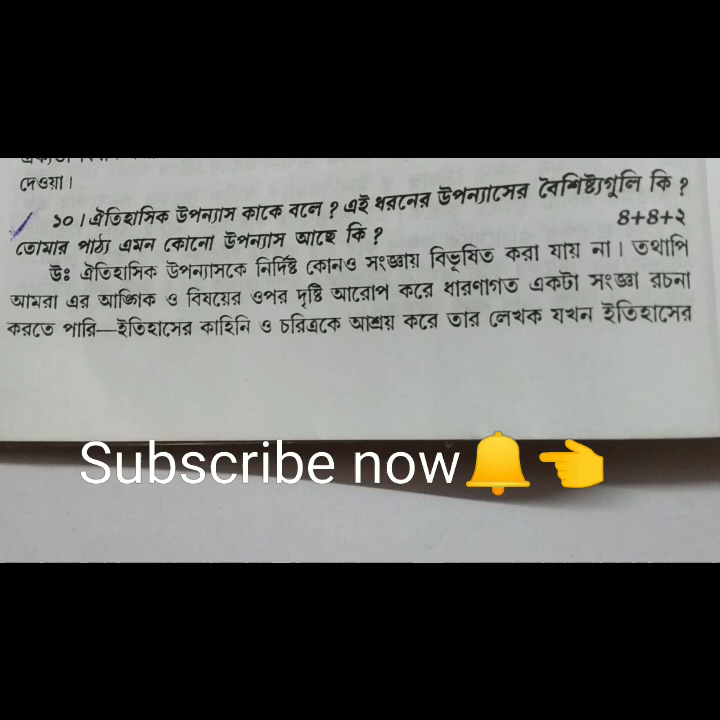 দেওয়া।
১০। ঐতিহাসিক উপন্যাস কাকে বলে? এই ধরনের উপন্যাসের বৈশিষ্ট্যগুলি কি?
তোমার পাঠ্য এমন কোনো উপন্যাস আছে কি? ৪+৪+২
উঃ ঐতিহাসিক উপন্যাসকে নির্দিষ্ট কোনও সংজ্ঞায় বিভূষিত করা যায় না। তথাপি
আমরা এর আঙ্গিক ও বিষয়ের ওপর দৃষ্টি আরোপ করে ধারণাগত একটা সংজ্ঞা রচনা
করতে পারি—ইতিহাসের কাহিনি ও চরিত্রকে আশ্রয় করে তার লেখক যখন ইতিহাসের
Subscribe now